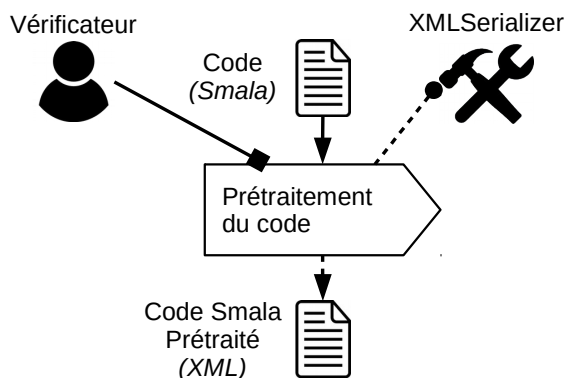 Vérificateur
XMLSerializer
Code
(Smala)
Prétraitement
du code
Code Smala
Prétraité
(XML)